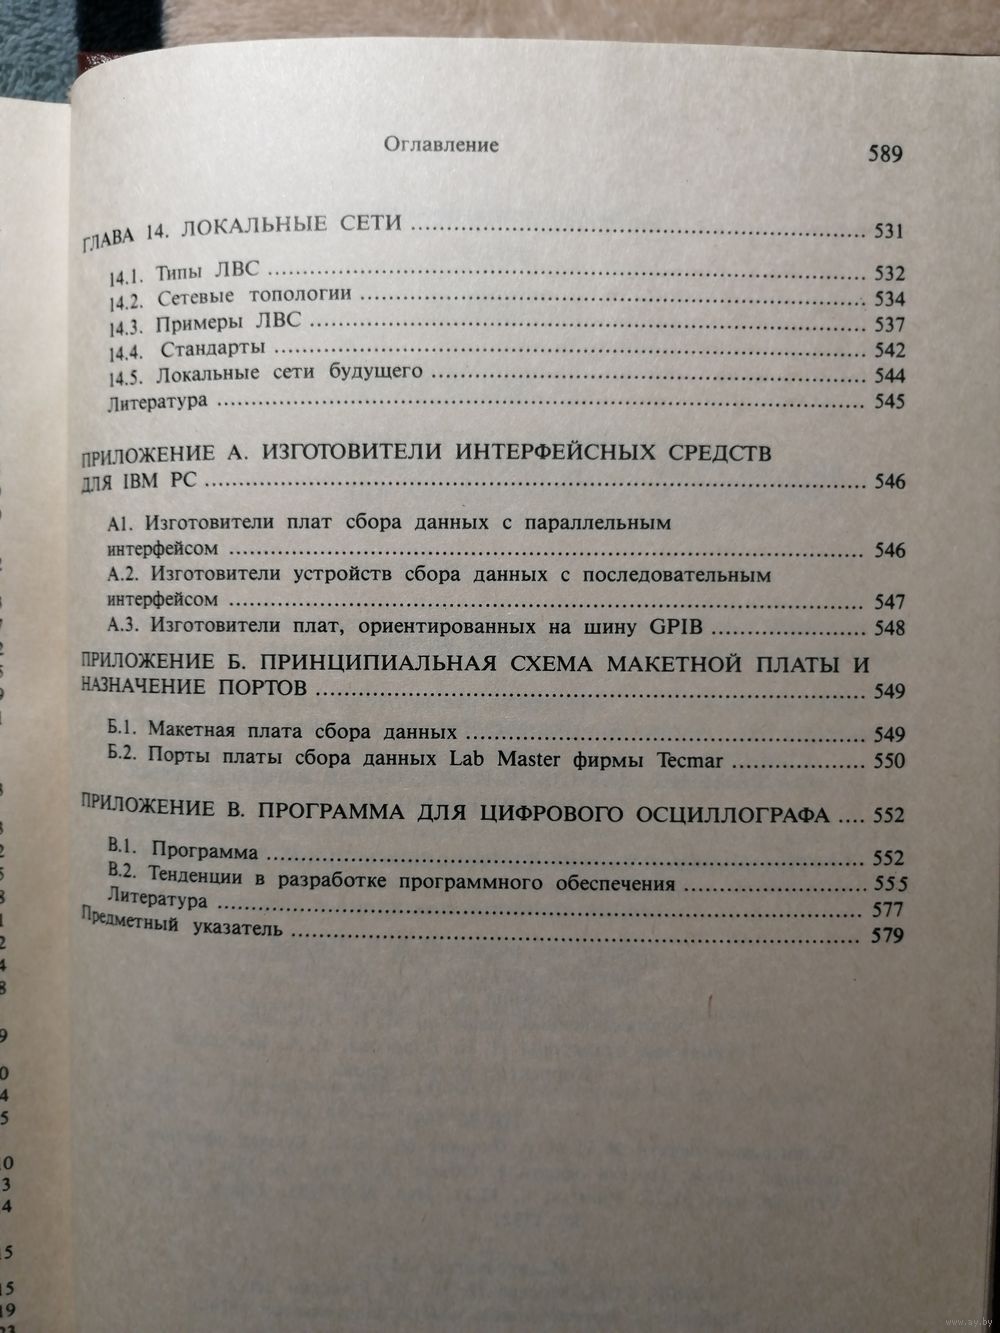 Оглавление
589
ГЛАВА 14. ЛОКАЛЬНЫЕ СЕТИ ........ 531
14.1. Типы ЛВС ........ 532
14.2. Сетевые топологии ........ 534
14.3. Примеры ЛВС ........ 537
14.4. Стандарты ........ 542
14.5. Локальные сети будущего ........ 544
Литература ........ 545
ПРИЛОЖЕНИЕ А. ИЗГОТОВИТЕЛИ ИНТЕРФЕЙСНЫХ СРЕДСТВ
ДЛЯ IBM PC ........ 546
А1. Изготовители плат сбора данных с параллельным
интерфейсом ........ 546
А.2. Изготовители устройств сбора данных с последовательным
интерфейсом ........ 547
А.3. Изготовители плат, ориентированных на шину GPIB ........ 548
ПРИЛОЖЕНИЕ Б. ПРИНЦИПИАЛЬНАЯ СХЕМА МАКЕТНОЙ ПЛАТЫ И
НАЗНАЧЕНИЕ ПОРТОВ ........ 549
Б.1. Макетная плата сбора данных ........ 549
Б.2. Порты платы сбора данных Lab Master фирмы Tecmar ........ 550
ПРИЛОЖЕНИЕ В. ПРОГРАММА ДЛЯ ЦИФРОВОГО ОСЦИЛЛОГРАФА .... 552
В.1. Программа ........ 552
В.2. Тенденции в разработке программного обеспечения ........ 555
Литература ........ 577
Предметный указатель ........ 579
www.ay.by